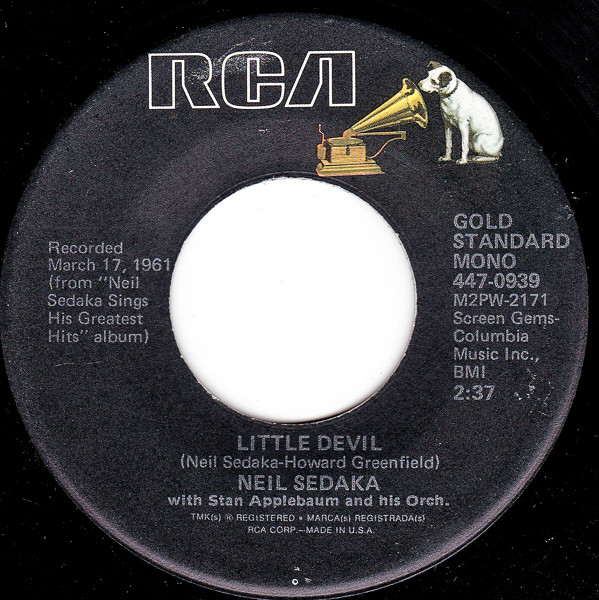 RCA
Recorded
March 17, 1961
(from "Neil
Sedaka Sings
His Greatest
Hits" album)
GOLD
STANDARD
MONO
447-0939
M2PW-2171
Screen Gems-
Columbia
Music Inc.,
BMI
2:37
LITTLE DEVIL
(Neil Sedaka-Howard Greenfield)
NEIL SEDAKA
with Stan Applebaum and his Orch.
TMK(s) ® REGISTERED • MARCA(s) REGISTRADA(s)
RCA CORP.—MADE IN U.S.A.